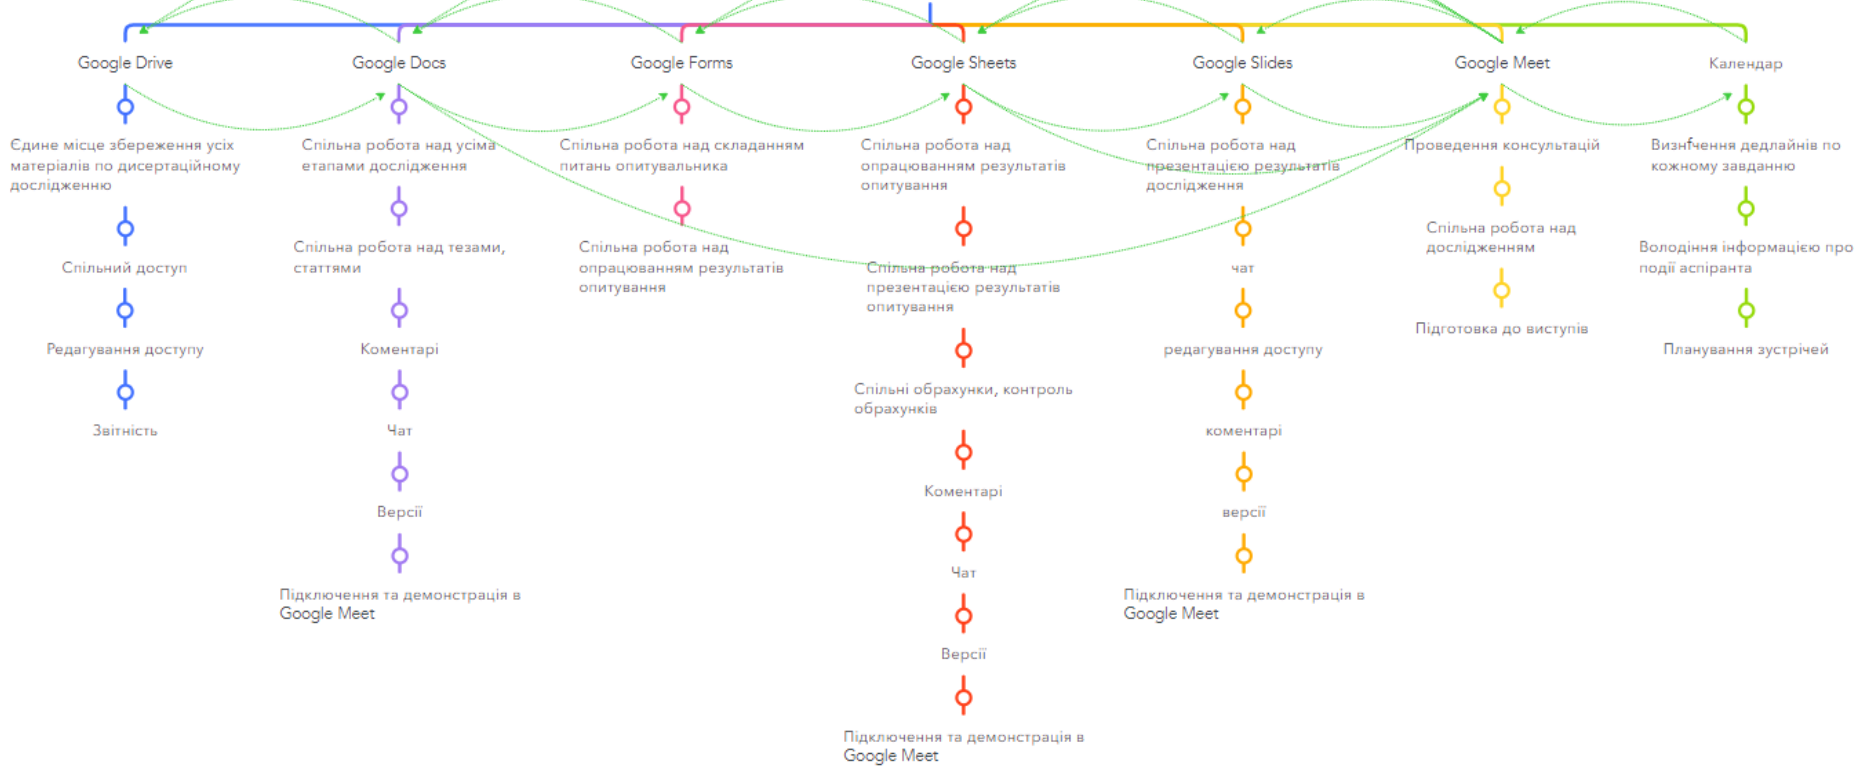 Google Drive
Google Docs
Google Forms
Google Sheets
Google Slides
Google Meet
Календар
Єдине місце збереження усіх
матеріалів по дисертаційному
дослідженню
Спільний доступ
Редагування доступу
Звітність
Спільна робота над усіма
етапами дослідження
Спільна робота над тезами,
статтями
Коментарі
Чат
Версії
Підключення та демонстрація в
Google Meet
Спільна робота над складанням
питань опитувальника
Спільна робота над
опрацюванням результатів
опитування
Спільна робота над
опрацюванням результатів
опитування
Спільна робота над
презентацією результатів
опитування
Спільні обрахунки, контроль
обрахунків
Коментарі
Чат
Версії
Підключення та демонстрація в
Google Meet
Спільна робота над
презентацією результатів
дослідження
чат
редагування доступу
коментарі
версії
Підключення та демонстрація в
Google Meet
Проведення консультацій
Спільна робота над
дослідженням
Підготовка до виступів
дедлайнів по
кожному завданню
Володіння інформацією про
події аспіранта
Планування зустрічей